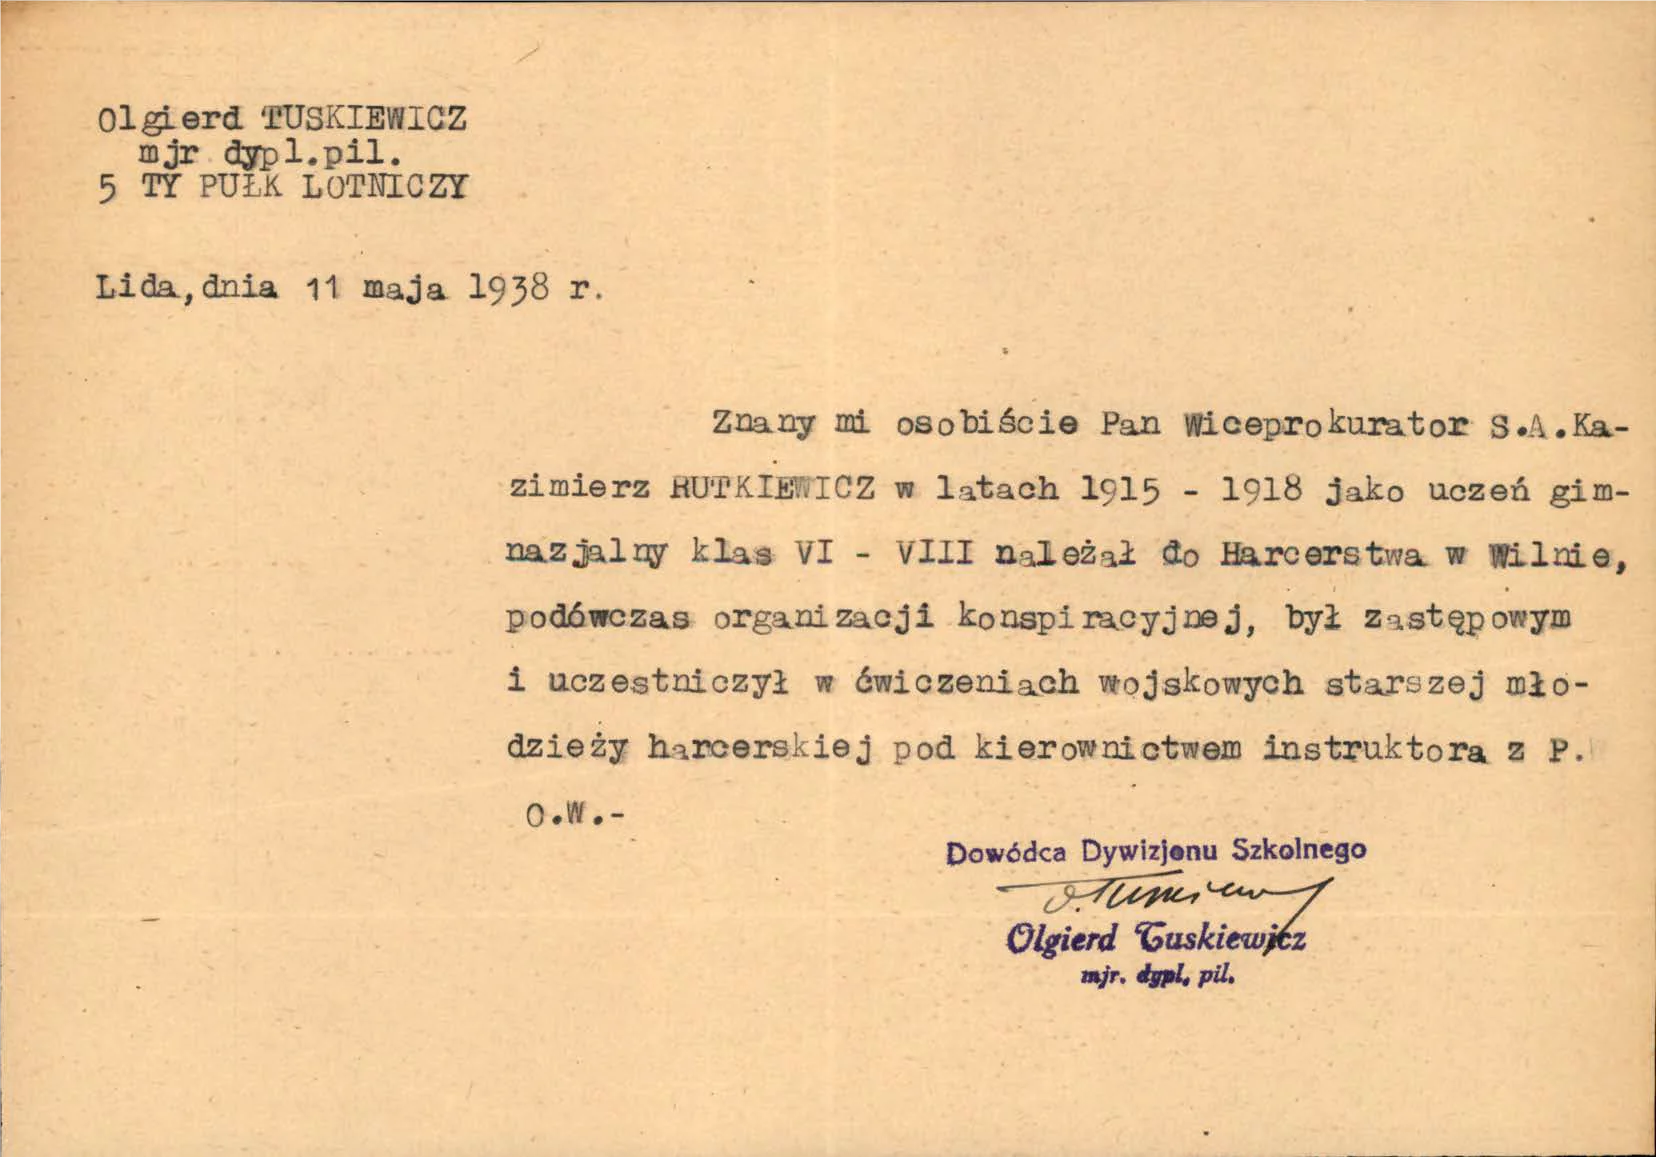 Olgierd TUSKIEWICZ
mjr dypl.pil.
5 TY PUŁK LOTNICZY
Lida,dnia 11 maja 1938 r.
Znany mi osobiście Pan Wiceprokurator S.A.Ka-
zimierz RUTKIEWICZ w latach 1915 - 1918 jako uczeń gim-
nazjalny klas VI - VIII należał do Harcerstwa w Wilnie,
podówczas organizacji konspiracyjnej, był zastępowym
i uczestniczył w ćwiczeniach wojskowych starszej mło-
dzieży harcerskiej pod kierownictwem instruktora z P.
O.W.-
Dowódca Dywizjonu Szkolnego
Olgierd Tuskiewicz
mjr. dypl. pil.